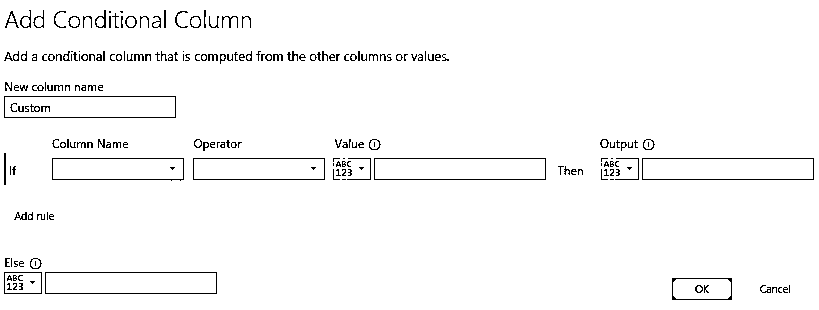 Add Conditional Column
Add a conditional column that is computed from the other columns or values.
New column name
Custom
Column Name Operator Value Output
If ABC 123 Then ABC 123
Add rule
Else
ABC 123
OK Cancel